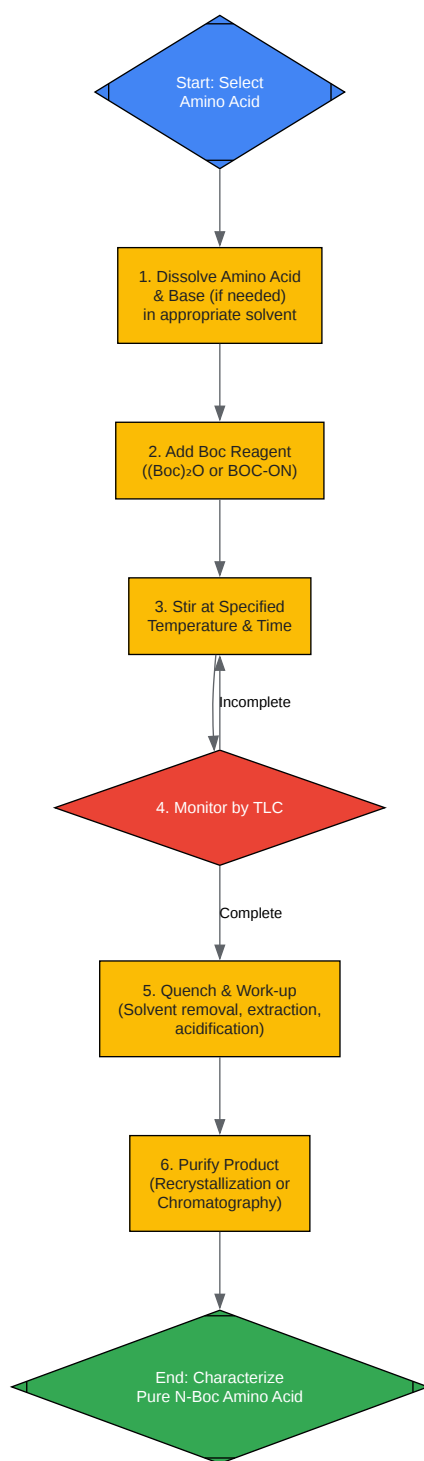 Start: Select
Amino Acid
1. Dissolve Amino Acid
& Base (if needed)
in appropriate solvent
2. Add Boc Reagent
((Boc)₂O or BOC-ON)
3. Stir at Specified
Temperature & Time
Incomplete
4. Monitor by TLC
Complete
5. Quench & Work-up
(Solvent removal, extraction,
acidification)
6. Purify Product
(Recrystallization or
Chromatography)
End: Characterize
Pure N-Boc Amino Acid